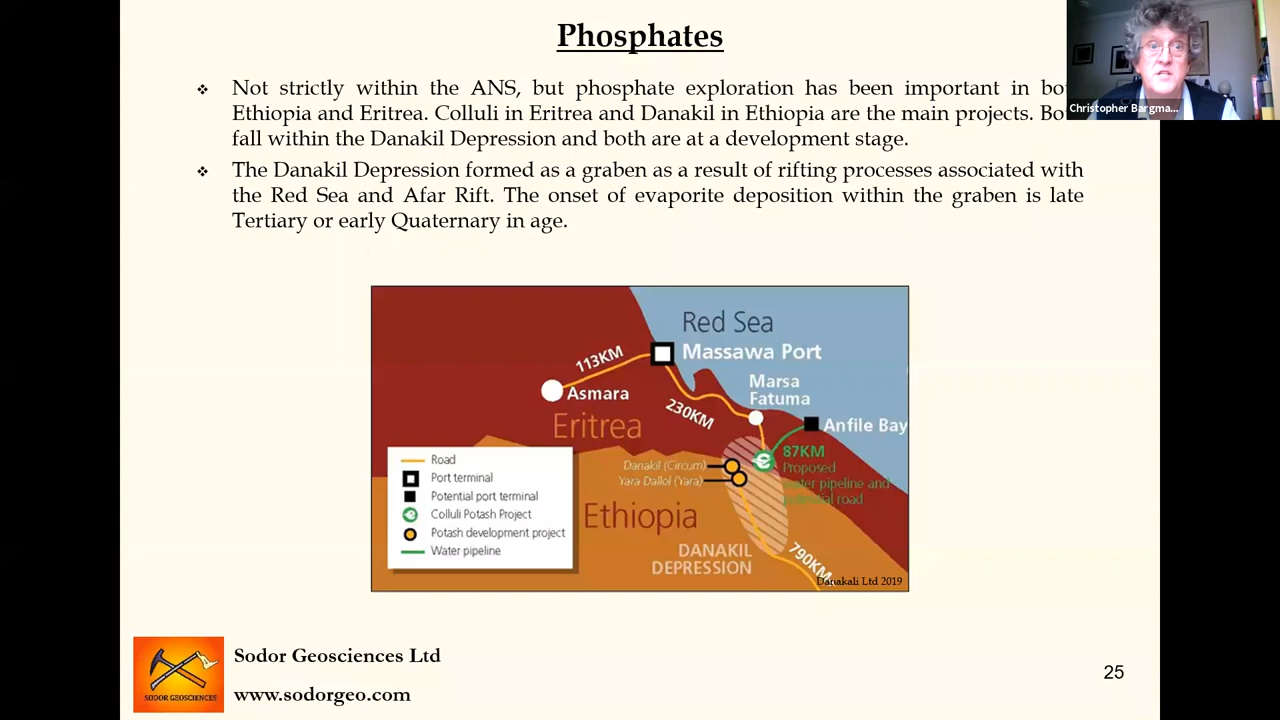 Phosphates
Christopher Bargma...
Not strictly within the ANS, but phosphate exploration has been important in
Ethiopia and Eritrea. Colluli in Eritrea and Danakil in Ethiopia are the main projects.
fall within the Danakil Depression and both are at a development stage.
The Danakil Depression formed as a graben as a result of rifting processes associated with
the Red Sea and Afar Rift. The onset of evaporite deposition within the graben is late
Tertiary or early Quaternary in age.
Red Sea
Massawa Port
113KM
Asmara
Marsa
Fatuma
230KM
Eritrea
Anfile Bay
87KM
Proposed
pipeline and
road
Danakil (Circum)
Yara Dallol (Yara)
Ethiopia
DANAKIL
DEPRESSION
790KM
Danakali Ltd 2019
Road
Port terminal
Potential port terminal
Colluli Potash Project
Potash development project
Water pipeline
SODOR GEOSCIENCES
Sodor Geosciences Ltd
www.sodorgeo.com
25